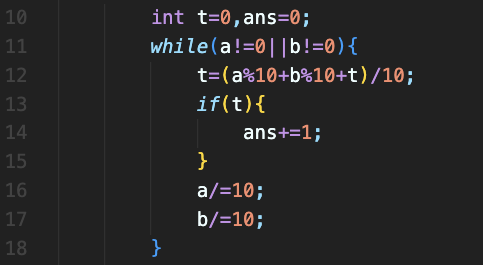 10 int t=0,ans=0;
11 while(a!=0||b!=0){
12 t=(a%10+b%10+t)/10;
13 if(t){
14 ans+=1;
15 }
16 a/=10;
17 b/=10;
18 }